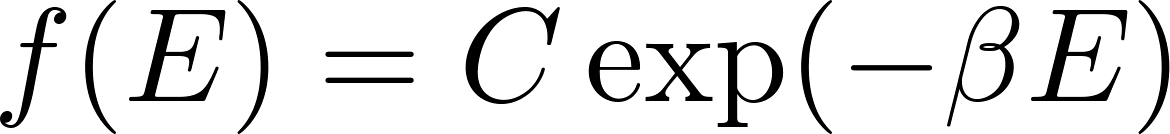 f(E) = C exp(−βE)